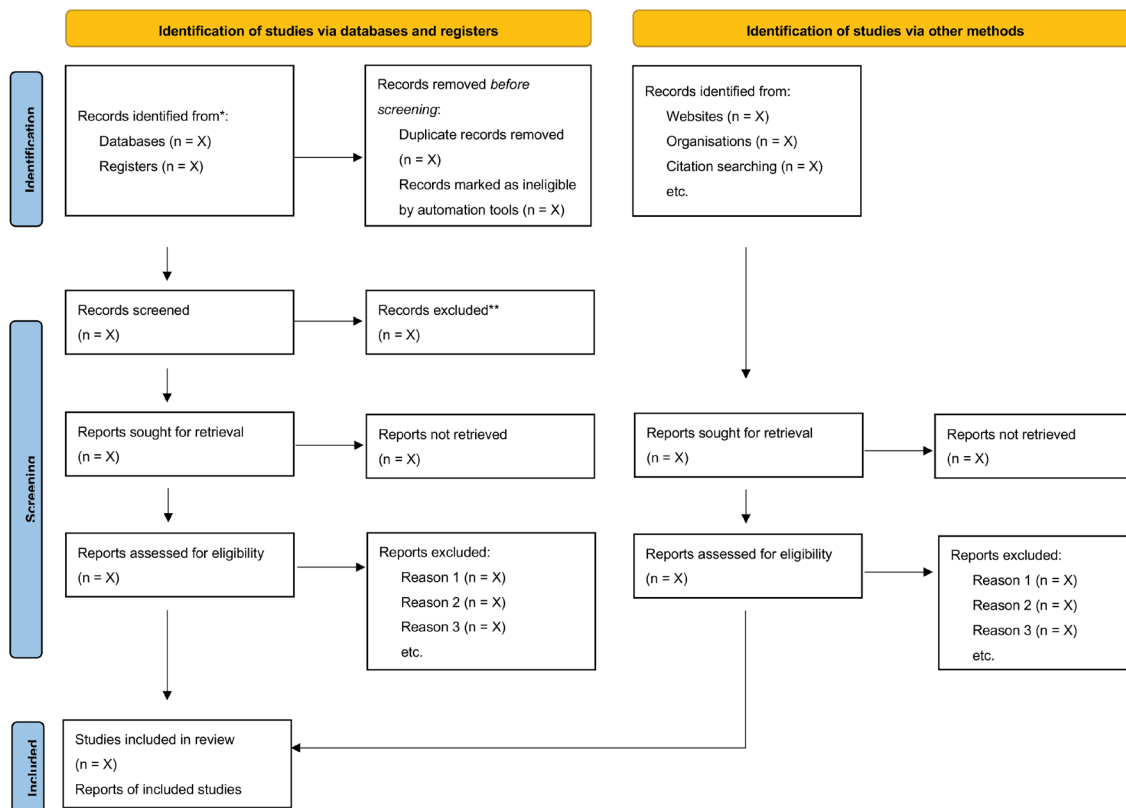 Identification of studies via databases and registers
Identification of studies via other methods
Identification
Records identified from*:
Databases (n = X)
Registers (n = X)
Records removed before
screening:
Duplicate records removed
(n = X)
Records marked as ineligible
by automation tools (n = X)
Records identified from:
Websites (n = X)
Organisations (n = X)
Citation searching (n = X)
etc.
Screening
Records screened
(n = X)
Records excluded**
(n = X)
Reports sought for retrieval
(n = X)
Reports not retrieved
(n = X)
Reports sought for retrieval
(n = X)
Reports not retrieved
(n = X)
Reports assessed for eligibility
(n = X)
Reports excluded:
Reason 1 (n = X)
Reason 2 (n = X)
Reason 3 (n = X)
etc.
Reports assessed for eligibility
(n = X)
Reports excluded:
Reason 1 (n = X)
Reason 2 (n = X)
Reason 3 (n = X)
etc.
Included
Studies included in review
(n = X)
Reports of included studies